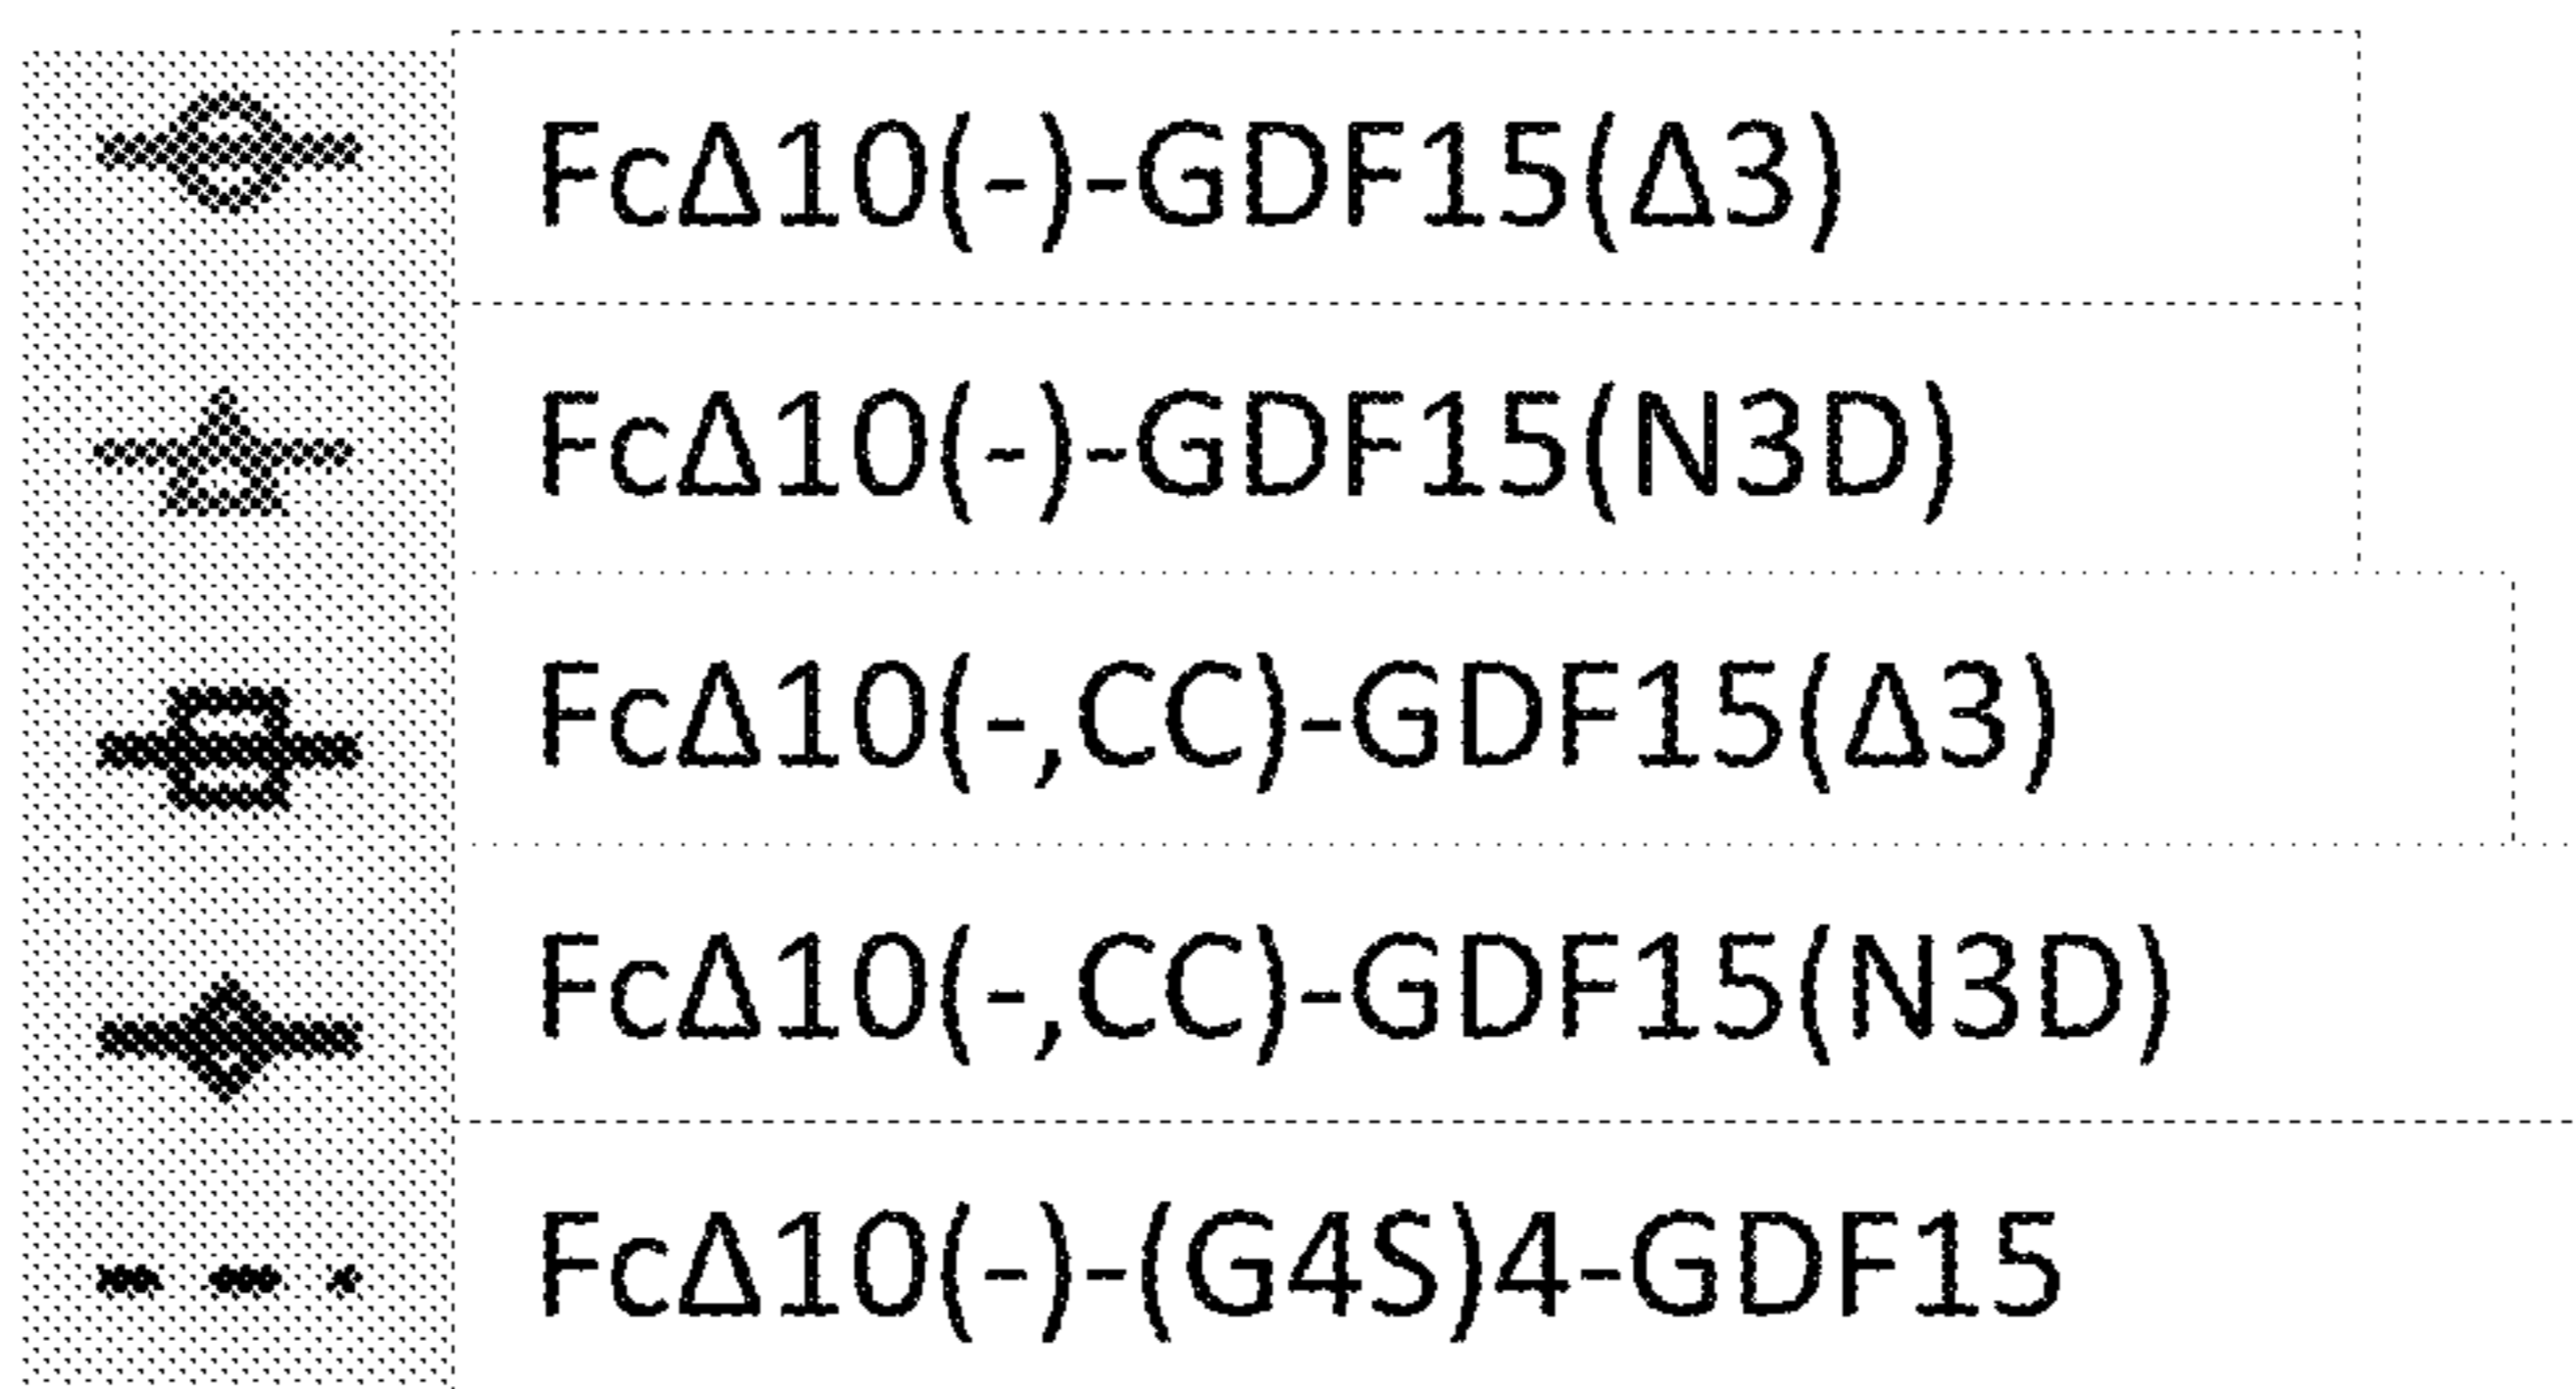 FcΔ10(-)-GDF15(Δ3)
FcΔ10(-)-GDF15(N3D)
FcΔ10(-,CC)-GDF15(Δ3)
FcΔ10(-,CC)-GDF15(N3D)
FcΔ10(-)-(G4S)4-GDF15